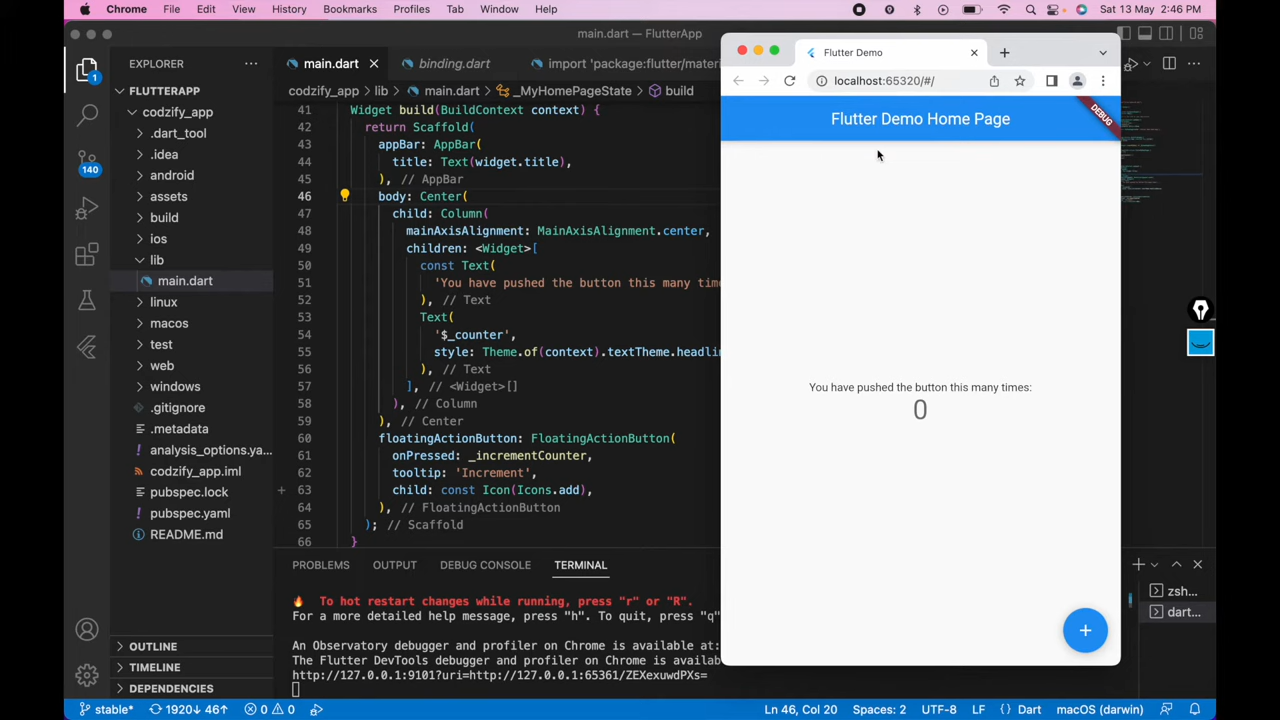 Chrome File Edit View History Bookmarks Profiles Tab Window Help Sat 13 May 2:46 PM
main.dart — FlutterApp
EXPLORER
main.dart
binding.dart
import 'package:flutter/materi
codzify_app > lib > main.dart > _MyHomePageState > build
1
140
FLUTTERAPP
codzify_app
.dart_tool
.idea
android
assets
build
ios
lib
main.dart
linux
macos
test
web
windows
.gitignore
.metadata
analysis_options.ya...
codzify_app.iml
pubspec.lock
pubspec.yaml
README.md
OUTLINE
TIMELINE
DEPENDENCIES
41 Widget build(BuildContext context) {
42 return Scaffold(
43 appBar: AppBar(
44 title: Text(widget.title),
45 ), // AppBar
46 body: Center(
47 child: Column(
48 mainAxisAlignment: MainAxisAlignment.center,
49 children: <Widget>[
50 const Text(
51 'You have pushed the button this many time
52 ), // Text
53 Text(
54 '$_counter',
55 style: Theme.of(context).textTheme.headlin
56 ), // Text
57 ], // <Widget>[]
58 ), // Column
59 ), // Center
60 floatingActionButton: FloatingActionButton(
61 onPressed: _incrementCounter,
62 tooltip: 'Increment',
63 child: const Icon(Icons.add),
64 ), // FloatingActionButton
65 ); // Scaffold
66 }
PROBLEMS OUTPUT DEBUG CONSOLE TERMINAL
To hot restart changes while running, press "r" or "R".
For a more detailed help message, press "h". To quit, press "q"
An Observatory debugger and profiler on Chrome is available at:
The Flutter DevTools debugger and profiler on Chrome is availab
http://127.0.0.1:9101?uri=http://127.0.0.1:65361/ZEXexuwdPXs=
zsh...
dart...
Flutter Demo
localhost:65320/#/
Flutter Demo Home Page
DEBUG
You have pushed the button this many times:
0
+
stable* 1920↓ 46↑ 0 0 Ln 46, Col 20 Spaces: 2 UTF-8 LF {} Dart macOS (darwin)